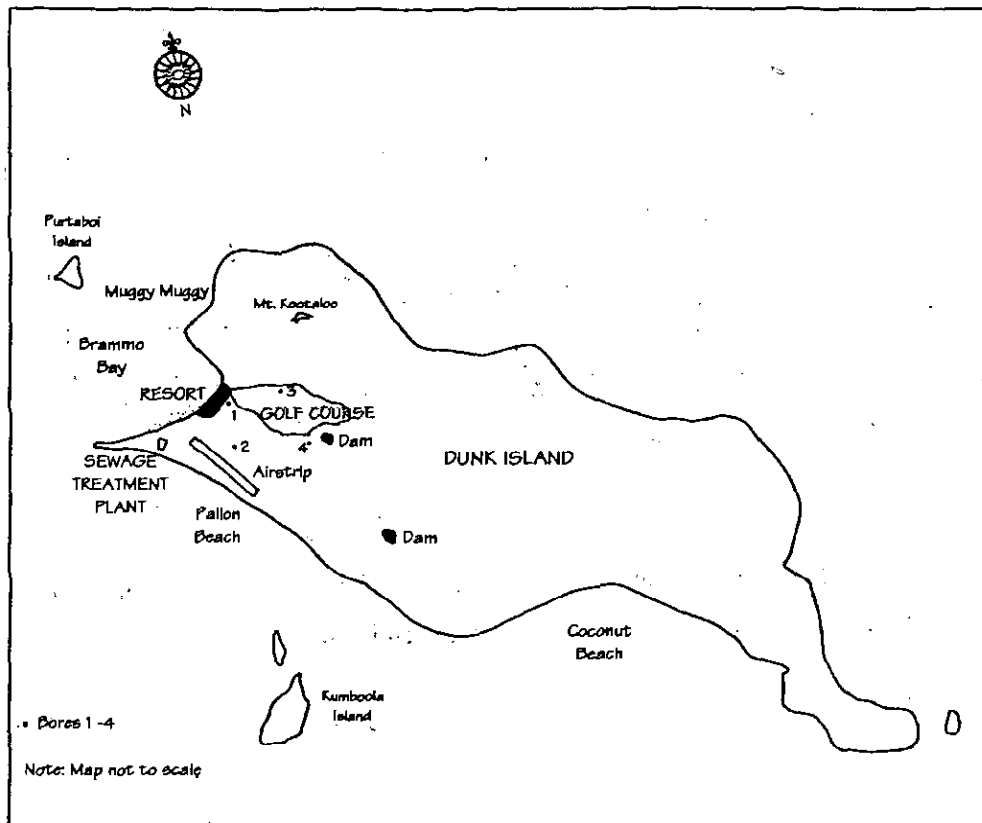 N
Purtaboi
Island
Muggy Muggy
Mt. Kootaloo
Brammo
Bay
RESORT
3
1
GOLF COURSE
2
4
Dam
SEWAGE
TREATMENT
PLANT
Airstrip
DUNK ISLAND
Pallon
Beach
Dam
Coconut
Beach
Kumboola
Island
Bores 1-4
Note: Map not to scale